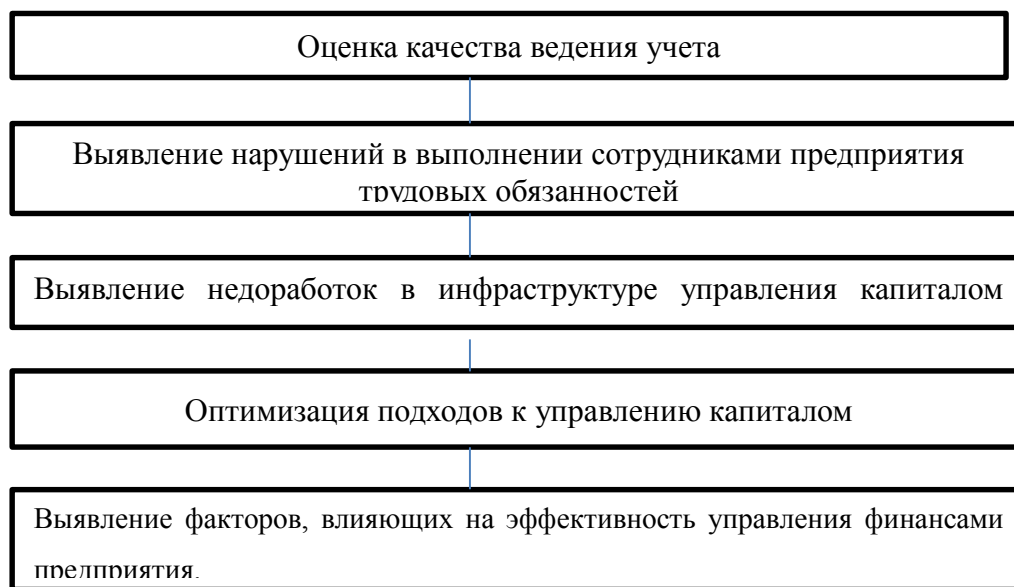 Оценка качества ведения учета
Выявление нарушений в выполнении сотрудниками предприятия
трудовых обязанностей
Выявление недоработок в инфраструктуре управления капиталом
Оптимизация подходов к управлению капиталом
Выявление факторов, влияющих на эффективность управления финансами
предприятия.